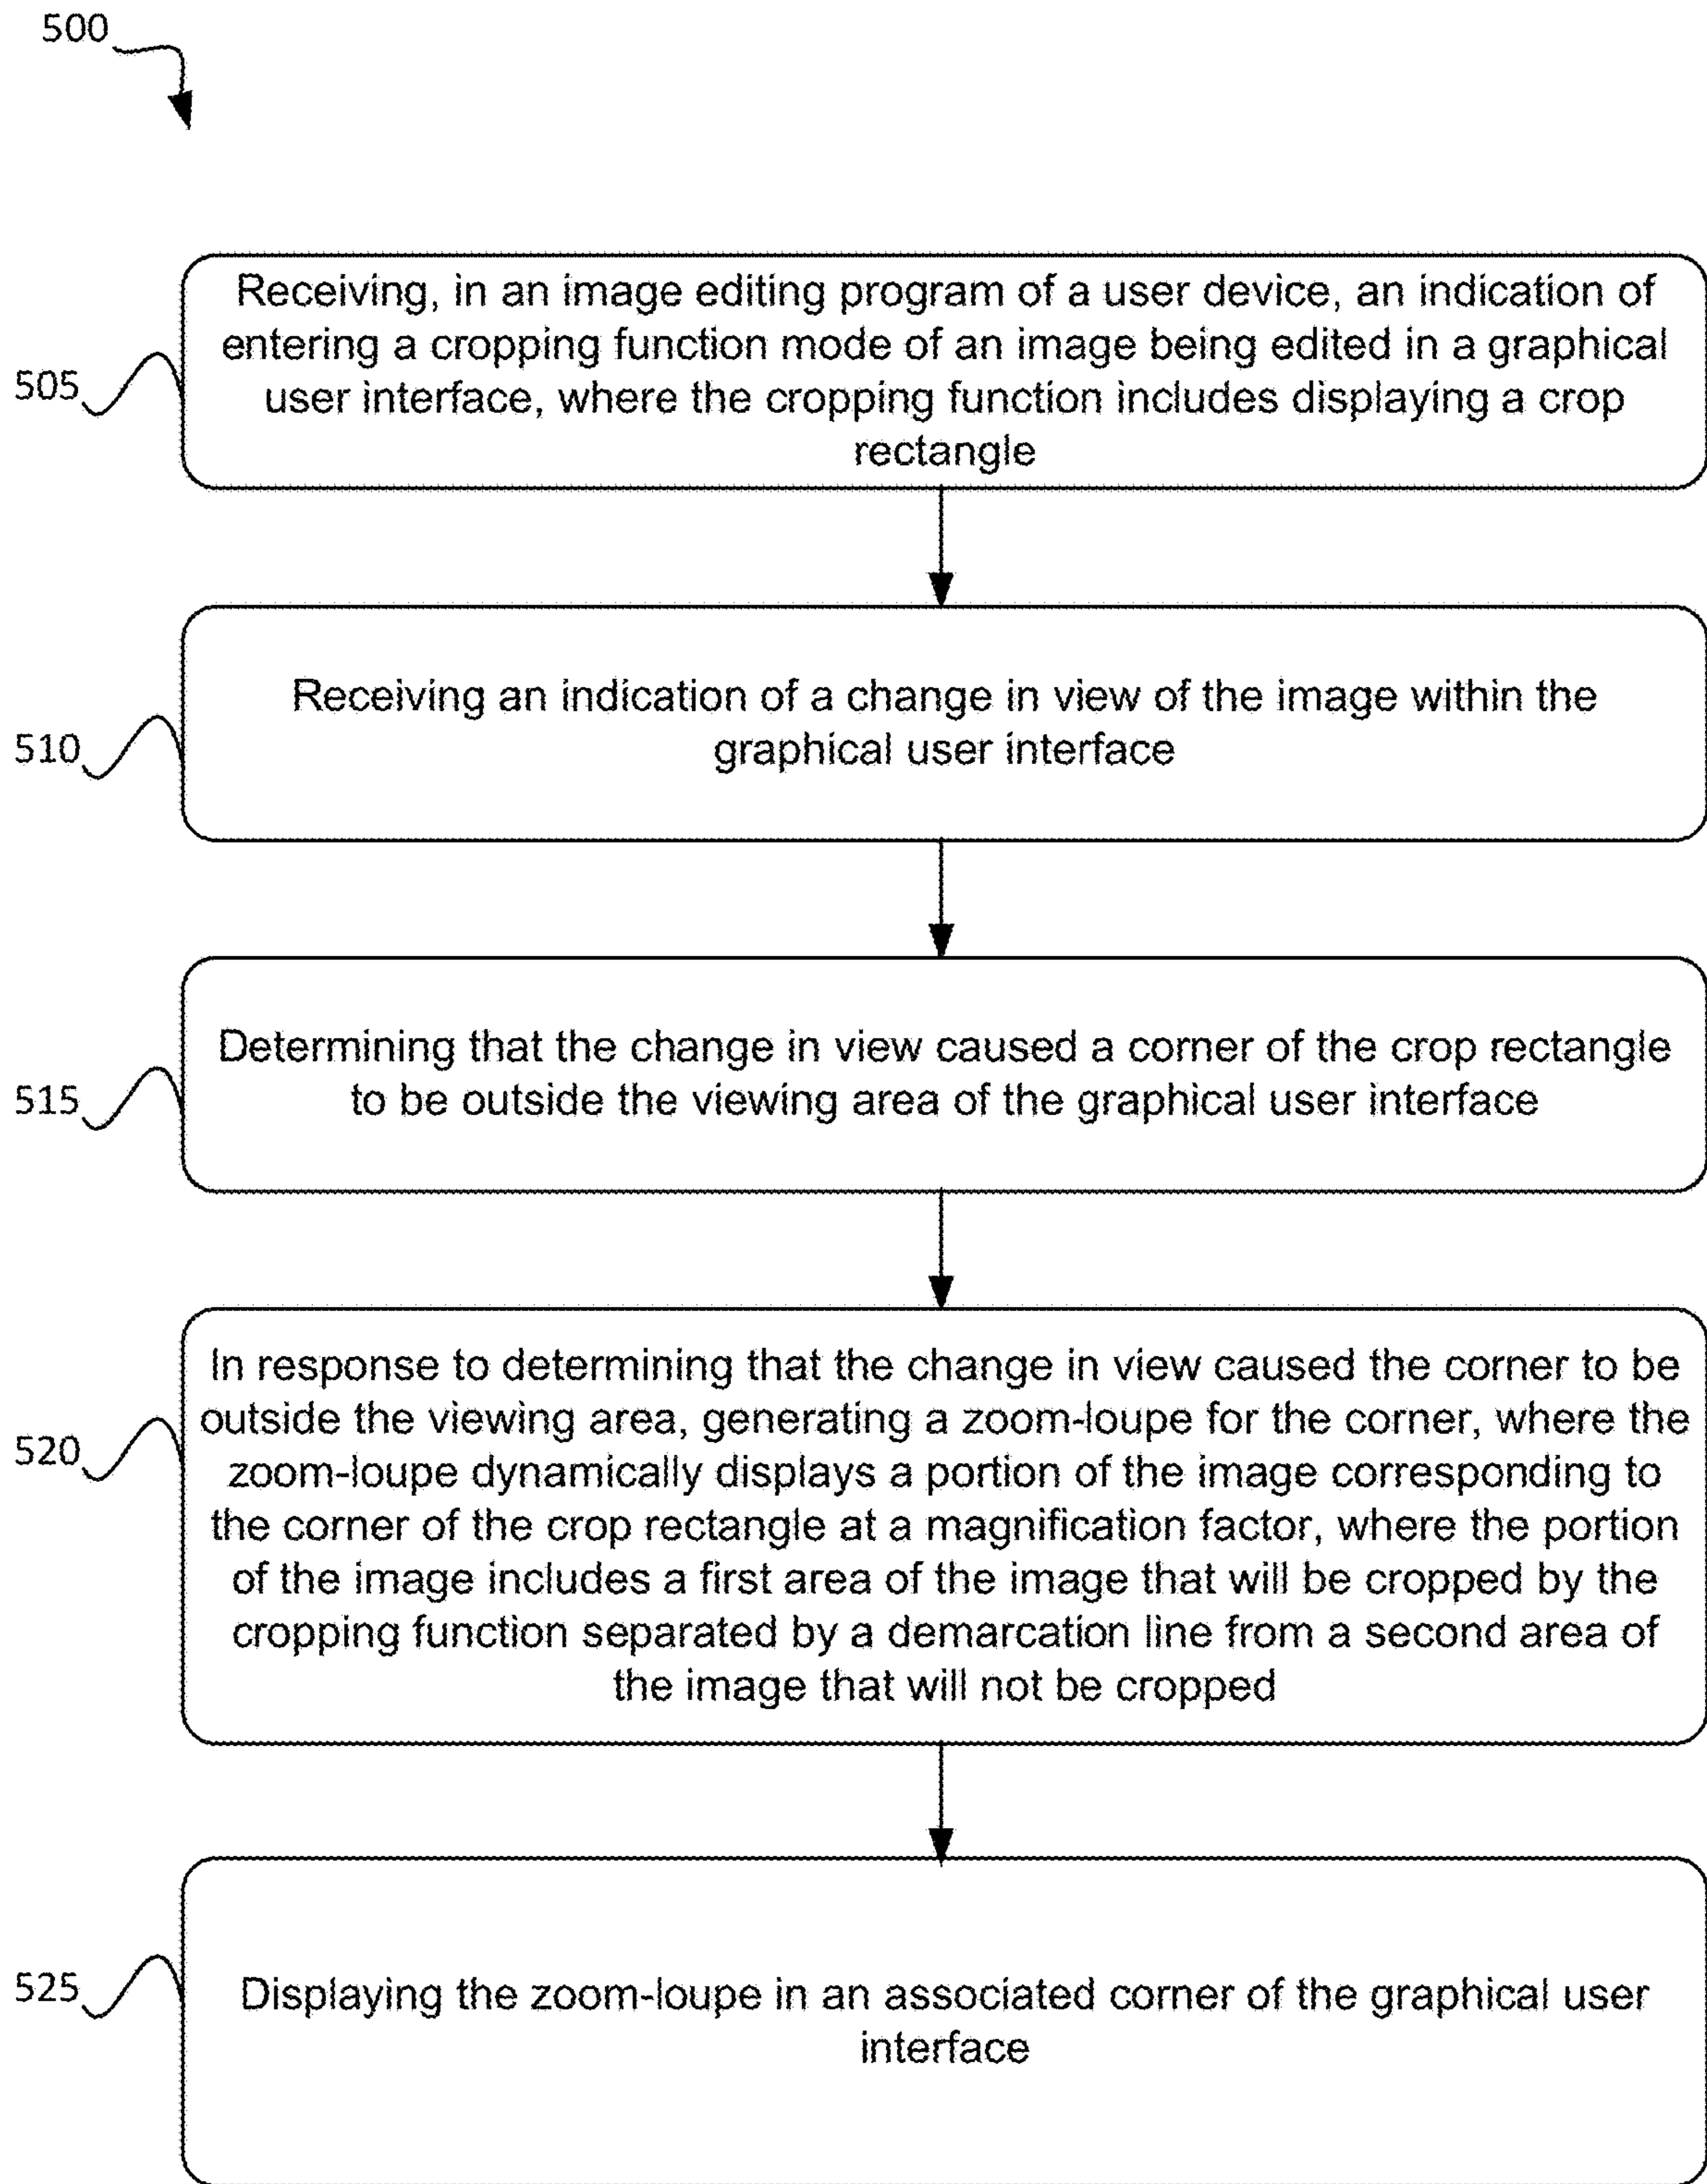 500
Receiving, in an image editing program of a user device, an indication of
entering a cropping function mode of an image being edited in a graphical
user interface, where the cropping function includes displaying a crop
rectangle
505
Receiving an indication of a change in view of the image within the
graphical user interface
510
Determining that the change in view caused a corner of the crop rectangle
to be outside the viewing area of the graphical user interface
515
In response to determining that the change in view caused the corner to be
outside the viewing area, generating a zoom-loupe for the corner, where the
zoom-loupe dynamically displays a portion of the image corresponding to
the corner of the crop rectangle at a magnification factor, where the portion
of the image includes a first area of the image that will be cropped by the
cropping function separated by a demarcation line from a second area of
the image that will not be cropped
520
Displaying the zoom-loupe in an associated corner of the graphical user
interface
525